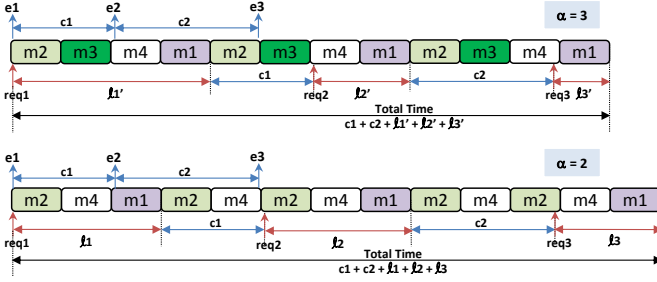 e1 e2 e3
c1 c2 α = 3
m2 m3 m4 m1 m2 m3 m4 m1 m2 m3 m4 m1
req1 ℓ1’ c1 req2 ℓ2’ c2 req3 ℓ3’
Total Time
c1 + c2 + ℓ1’ + ℓ2’ + ℓ3’
e1 e2 e3
c1 c2 α = 2
m2 m4 m1 m2 m4 m2 m4 m1 m2 m4 m2 m4 m1
req1 ℓ1 c1 req2 ℓ2 c2 req3 ℓ3
Total Time
c1 + c2 + ℓ1 + ℓ2 + ℓ3